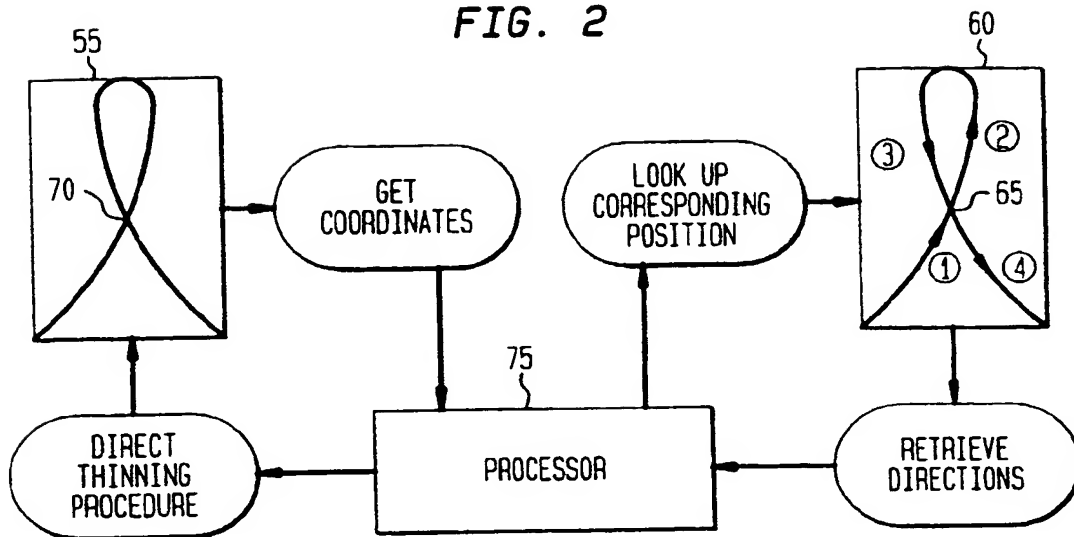 FIG. 2
55
60
70
GET
COORDINATES
LOOK UP
CORRESPONDING
POSITION
③
②
65
①
④
75
DIRECT
THINNING
PROCEDURE
PROCESSOR
RETRIEVE
DIRECTIONS